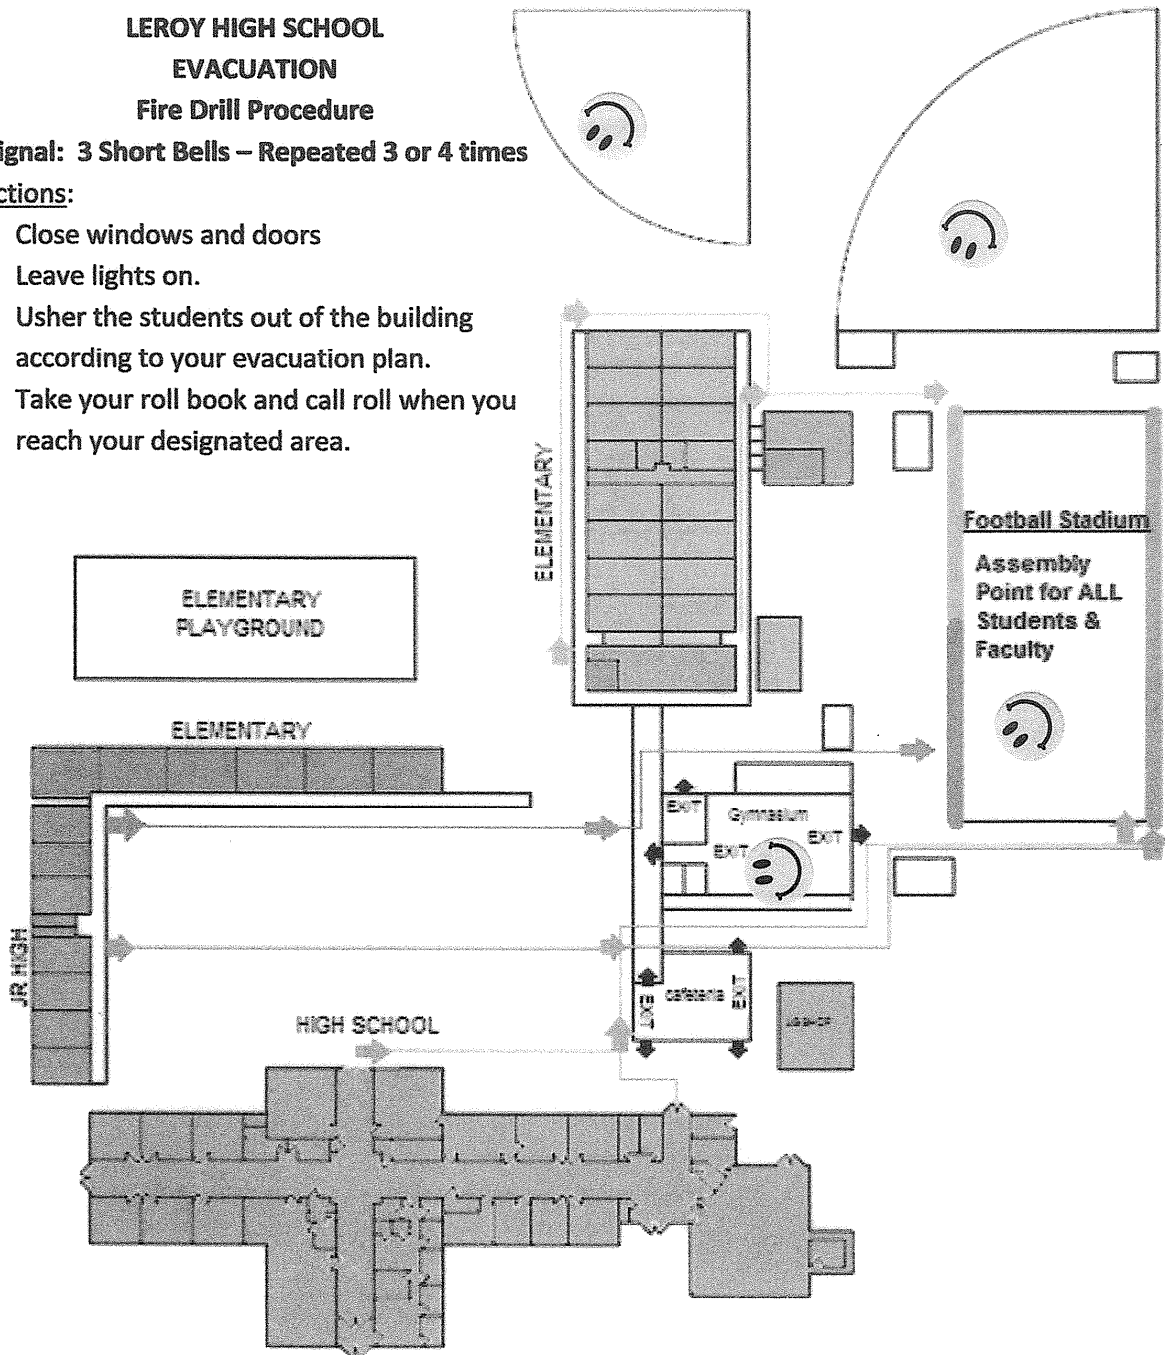 LEROY HIGH SCHOOL
EVACUATION
Fire Drill Procedure
ignal: 3 Short Bells – Repeated 3 or 4 times
ctions:
Close windows and doors
Leave lights on.
Usher the students out of the building
according to your evacuation plan.
Take your roll book and call roll when you
reach your designated area.
ELEMENTARY
Football Stadium
Assembly
Point for ALL
Students &
Faculty
ELEMENTARY
PLAYGROUND
ELEMENTARY
EXIT
Gymnasium
EXIT
EXIT
JR HIGH
cafeteria
EXIT
EXIT
HIGH SCHOOL